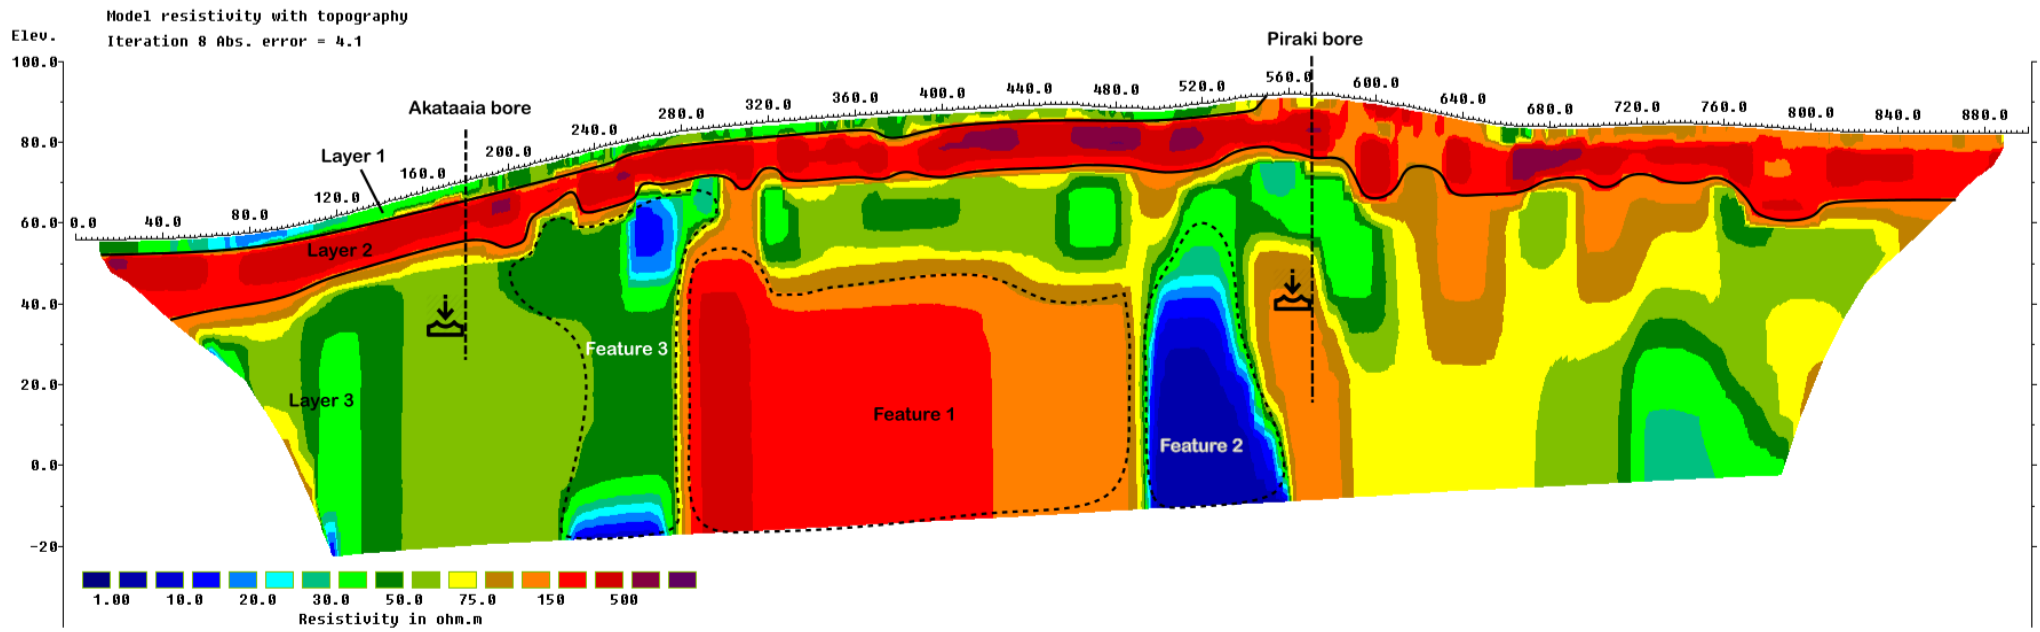 Model resistivity with topography
Iteration 8 Abs. error = 4.1
Elev.
Piraki bore
100.0
Akataaia bore
80.0
60.0
40.0
20.0
0.0
-20
0.0 40.0 80.0 120.0 160.0 200.0 240.0 280.0 320.0 360.0 400.0 440.0 480.0 520.0 560.0 600.0 640.0 680.0 720.0 760.0 800.0 840.0 880.0
Layer 1
Layer 2
Feature 3
Layer 3
Feature 1
Feature 2
1.00 10.0 20.0 30.0 50.0 75.0 150 500
Resistivity in ohm.m